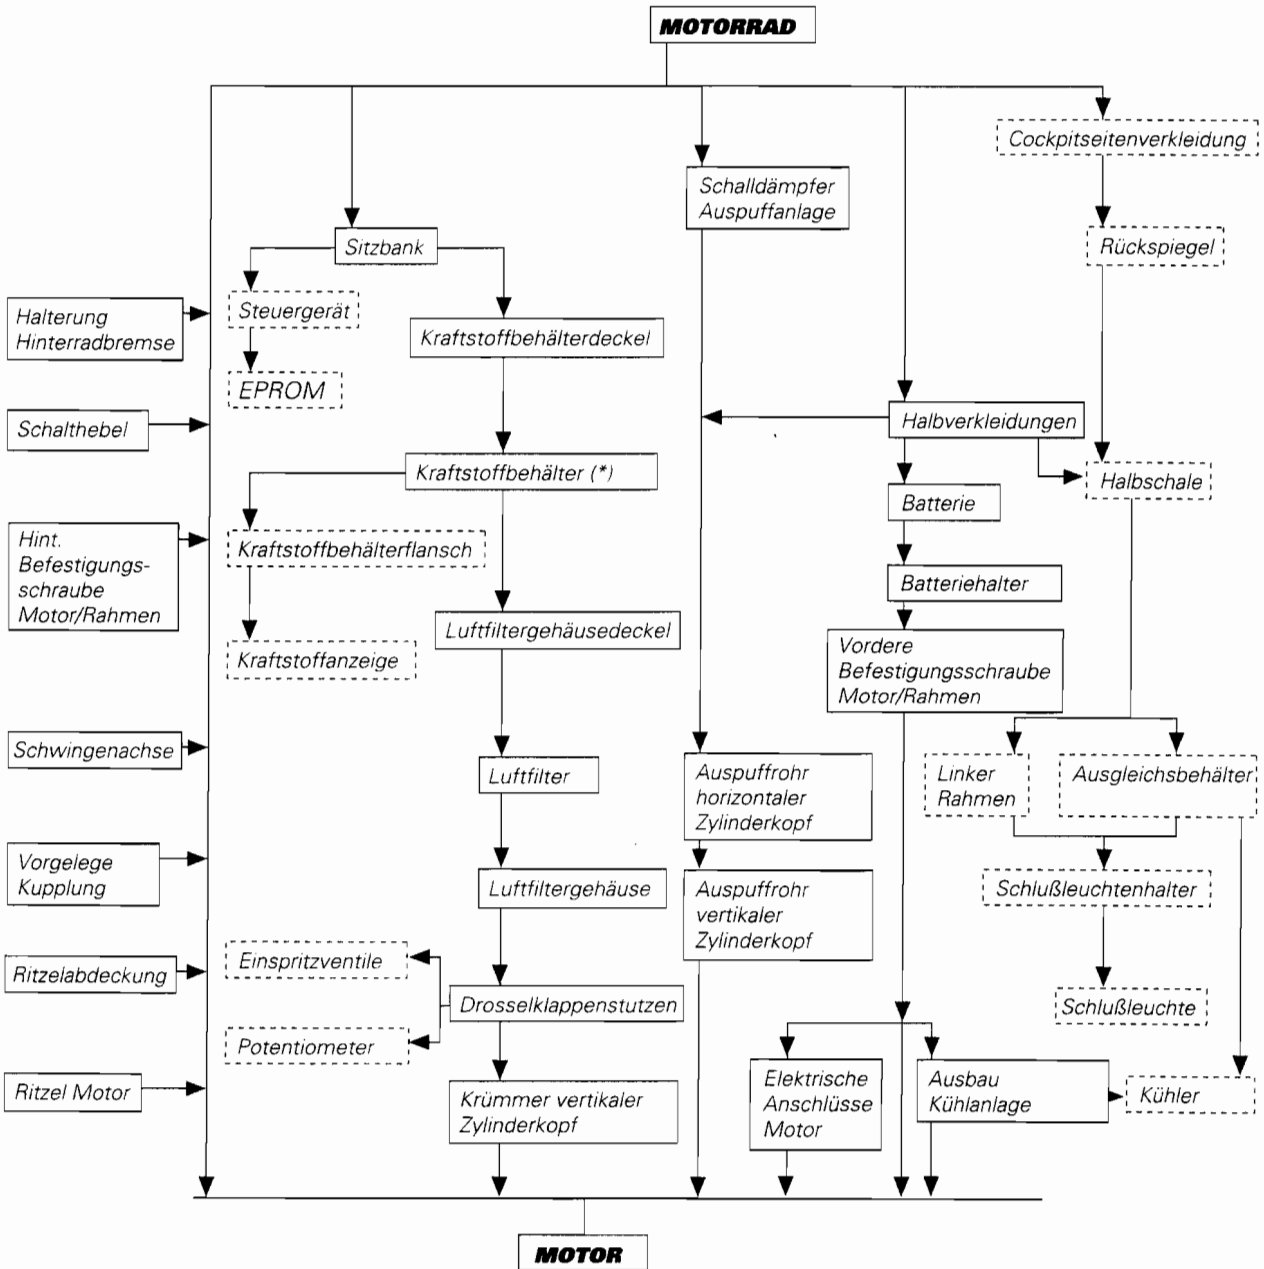 MOTORRAD
Cockpitseitenverkleidung
Schalldämpfer
Auspuffanlage
Sitzbank
Rückspiegel
Halterung
Hinterradbremse
Steuergerät
Kraftstoffbehälterdeckel
EPROM
Schalthebel
Halbverkleidungen
Kraftstoffbehälter (*)
Halbschale
Batterie
Hint.
Befestigungs-
schraube
Motor/Rahmen
Kraftstoffbehälterflansch
Batteriehalter
Luftfiltergehäusedeckel
Kraftstoffanzeige
Vordere
Befestigungsschraube
Motor/Rahmen
Schwingenachse
Luftfilter
Auspuffrohr
horizontaler
Zylinderkopf
Linker
Rahmen
Ausgleichsbehälter
Vorgelege
Kupplung
Luftfiltergehäuse
Auspuffrohr
vertikaler
Zylinderkopf
Schlußleuchtenhalter
Ritzelabdeckung
Einspritzventile
Drosselklappenstutzen
Schlußleuchte
Potentiometer
Ritzel Motor
Krümmer vertikaler
Zylinderkopf
Elektrische
Anschlüsse
Motor
Ausbau
Kühlanlage
Kühler
MOTOR